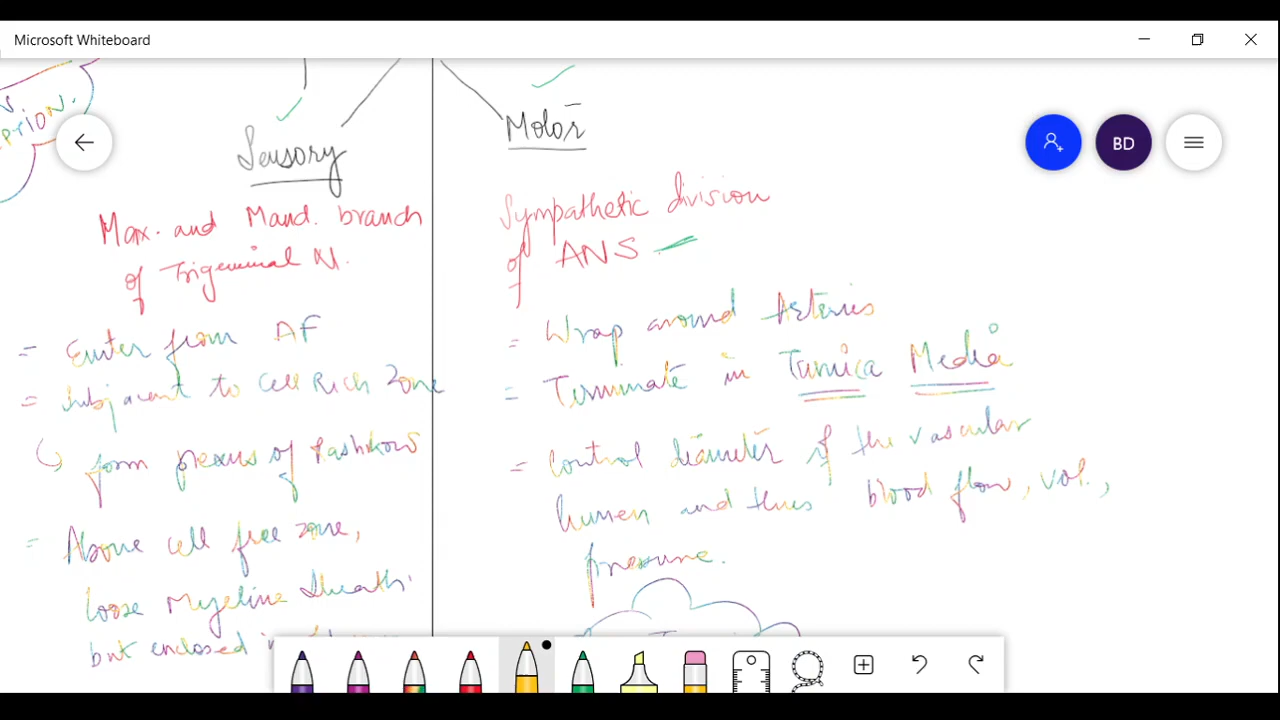 Microsoft Whiteboard
BD
Sensory
Max. and Mand. branch
of Trigeminal N.
= Enter from AF
= Subjacent to Cell Rich Zone
form plexus of Rashkow
= Above cell free zone,
loose Myeline Sheath
but enclosed
Motor
Sympathetic division
of ANS
= Wrap around Arteries
= Terminate in Tunica Media
= Control diameter of the vascular
lumen and thus blood flow, vol.,
pressure.